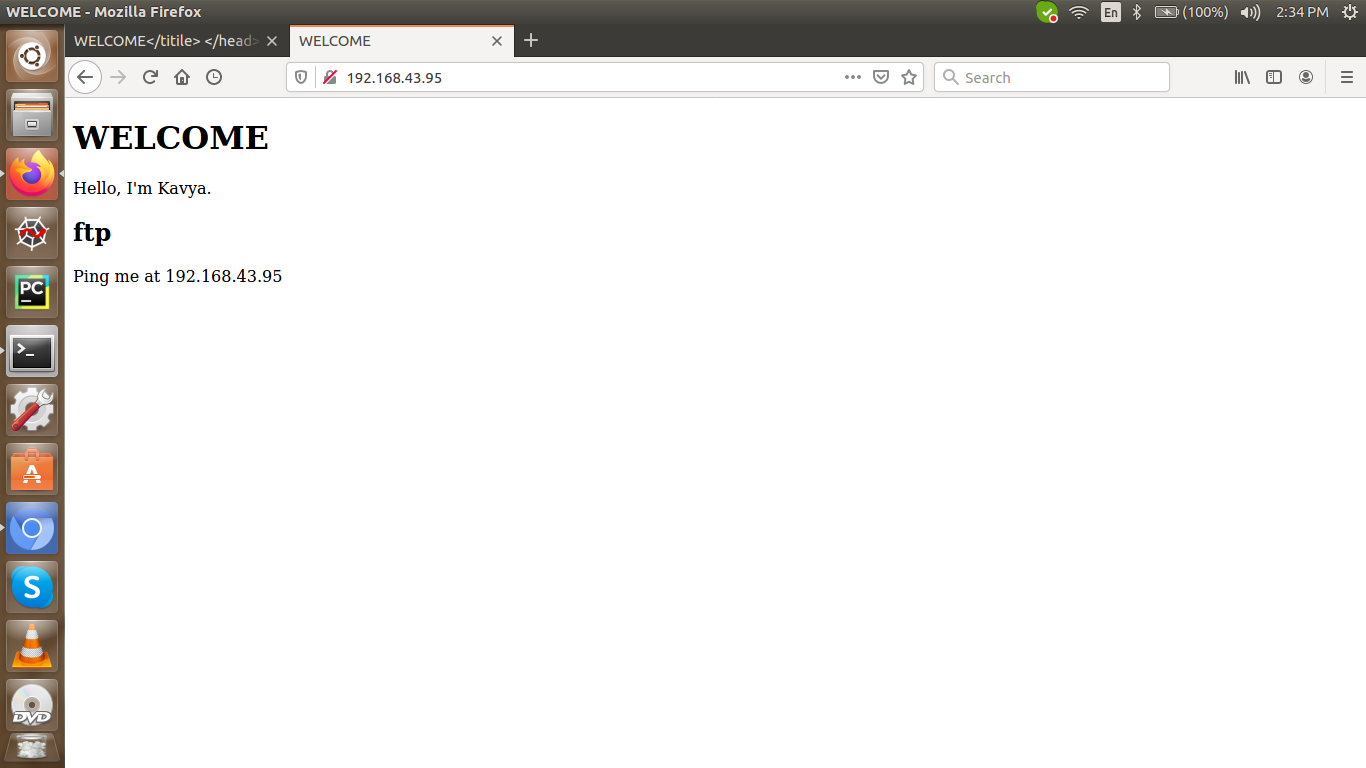 WELCOME - Mozilla Firefox
En
(100%)
2:34 PM
WELCOME</titile> </head>
WELCOME
192.168.43.95
Search
WELCOME
Hello, I'm Kavya.
ftp
Ping me at 192.168.43.95
PC
>_
A
S
DVD